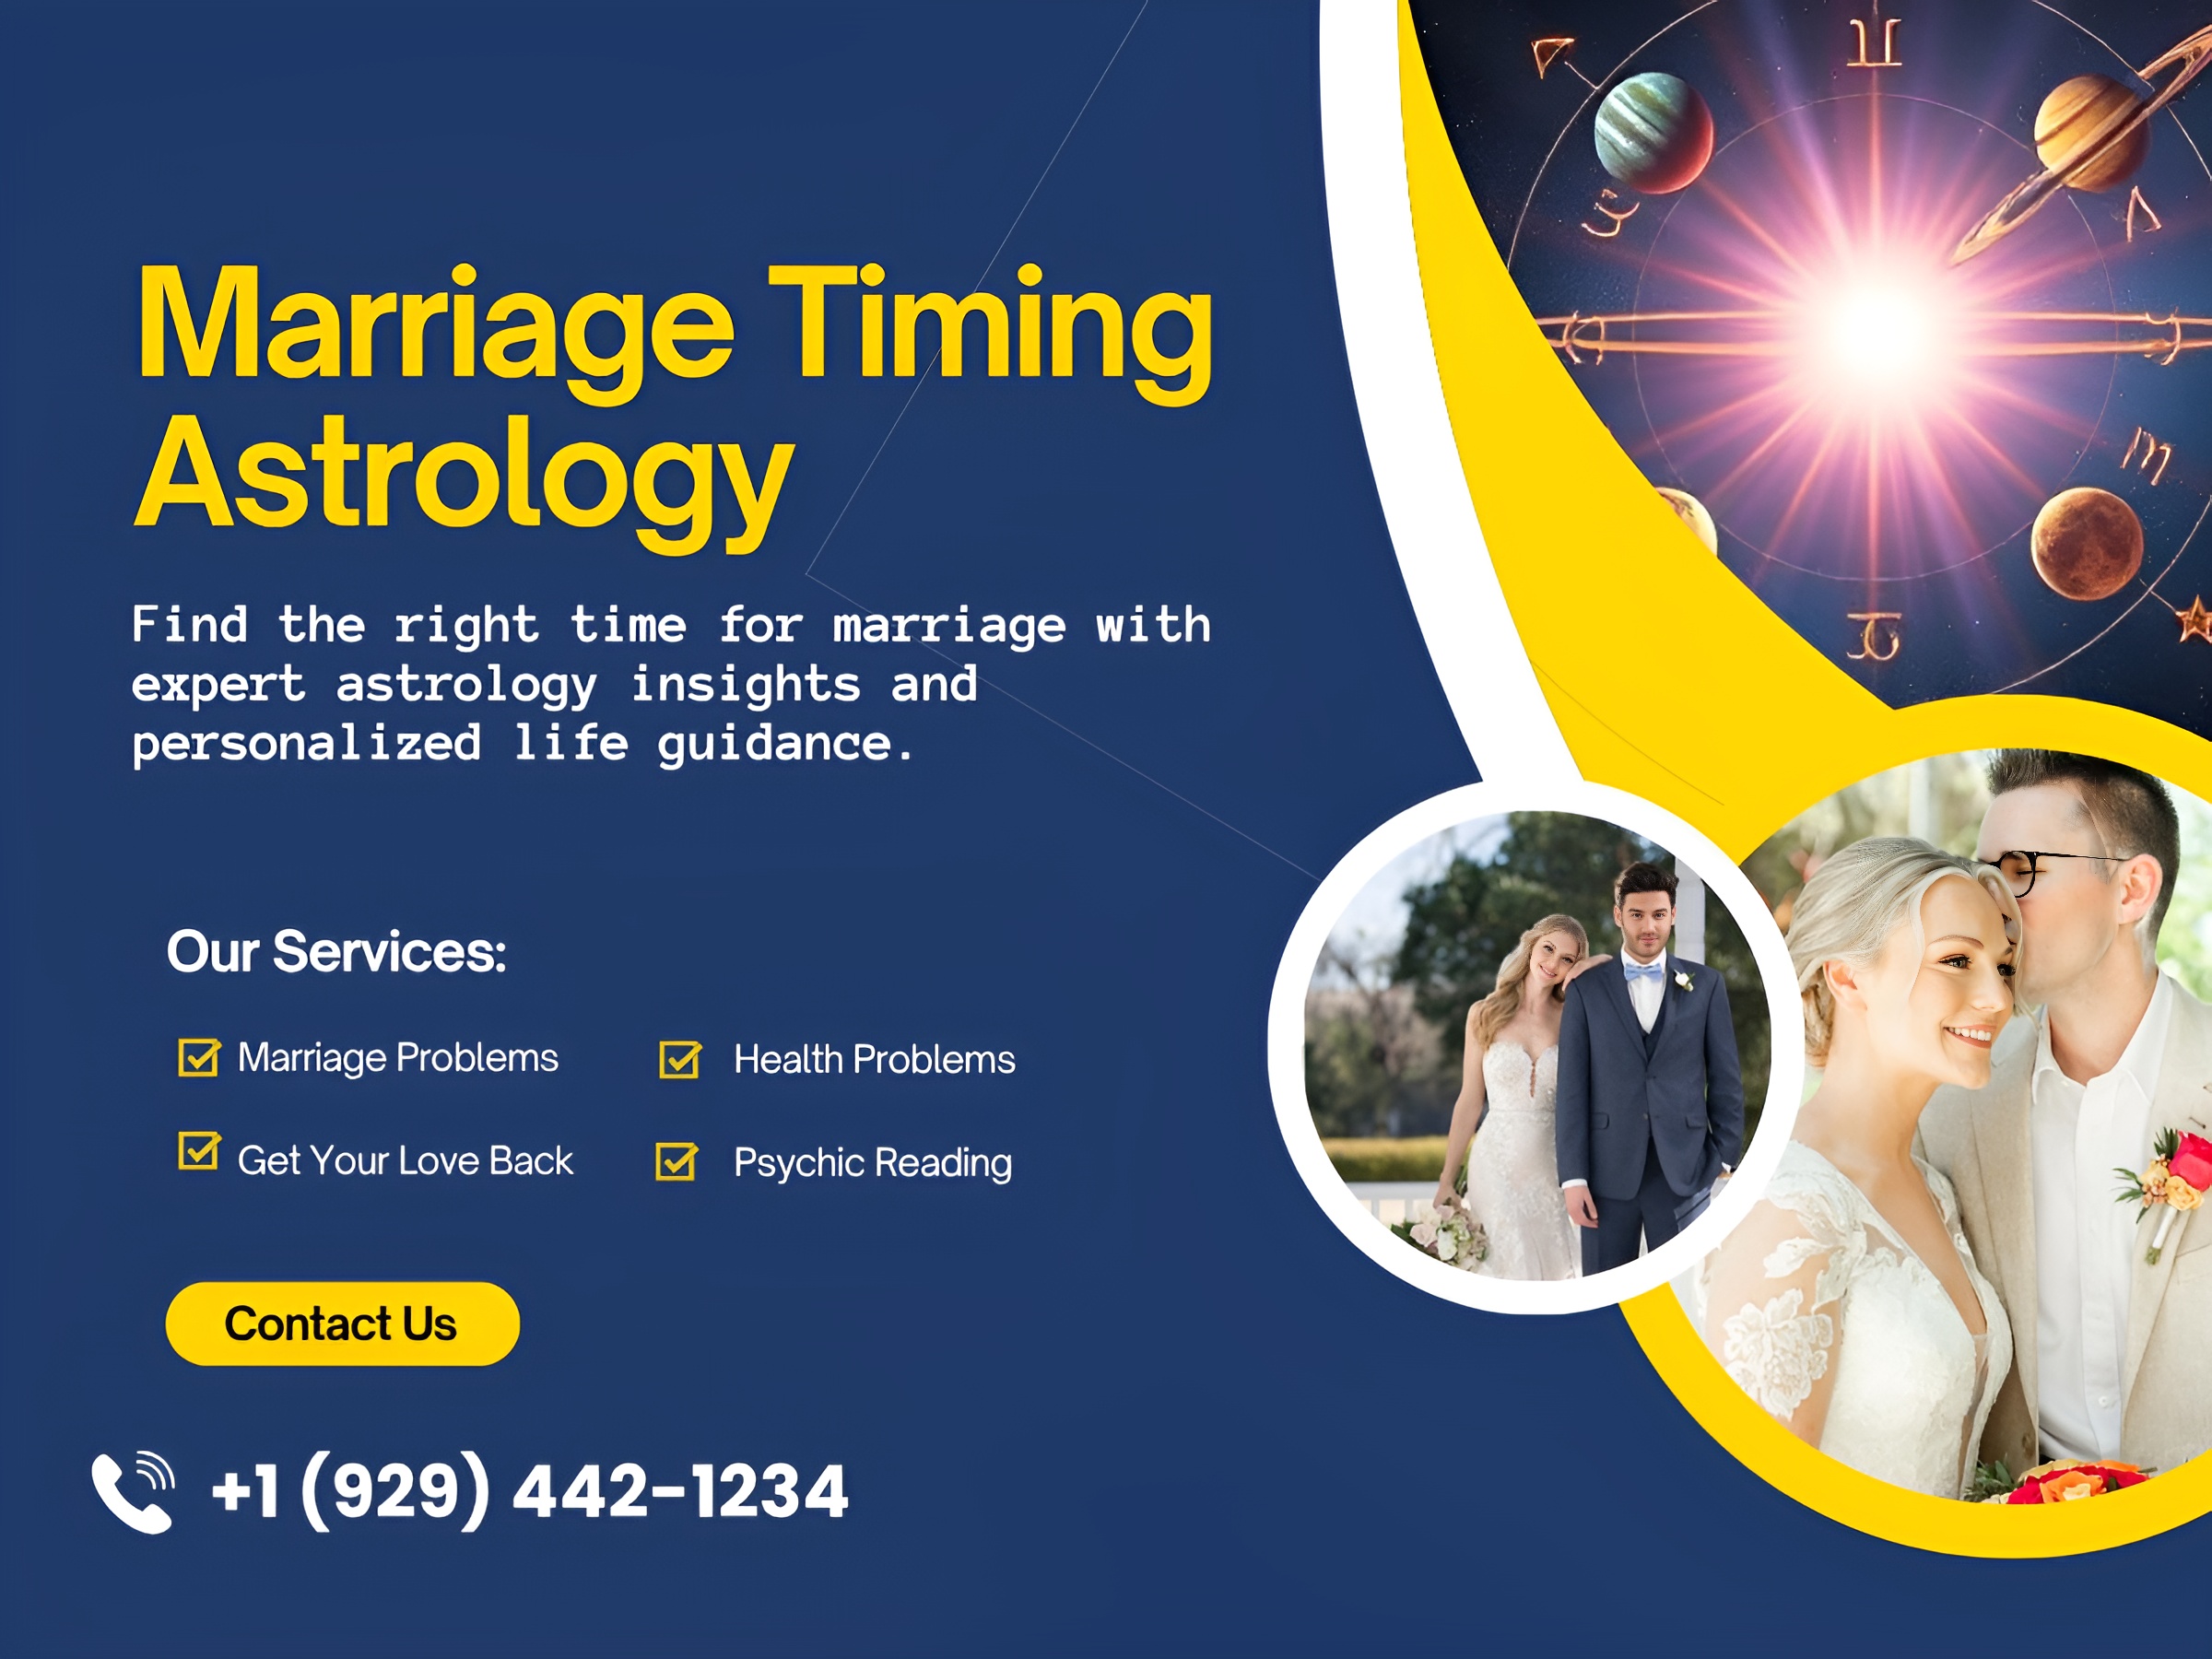 Marriage Timing
Astrology
Find the right time for marriage with
expert astrology insights and
personalized life guidance.
Our Services:
Marriage Problems
Health Problems
Get Your Love Back
Psychic Reading
Contact Us
+1 (929) 442-1234